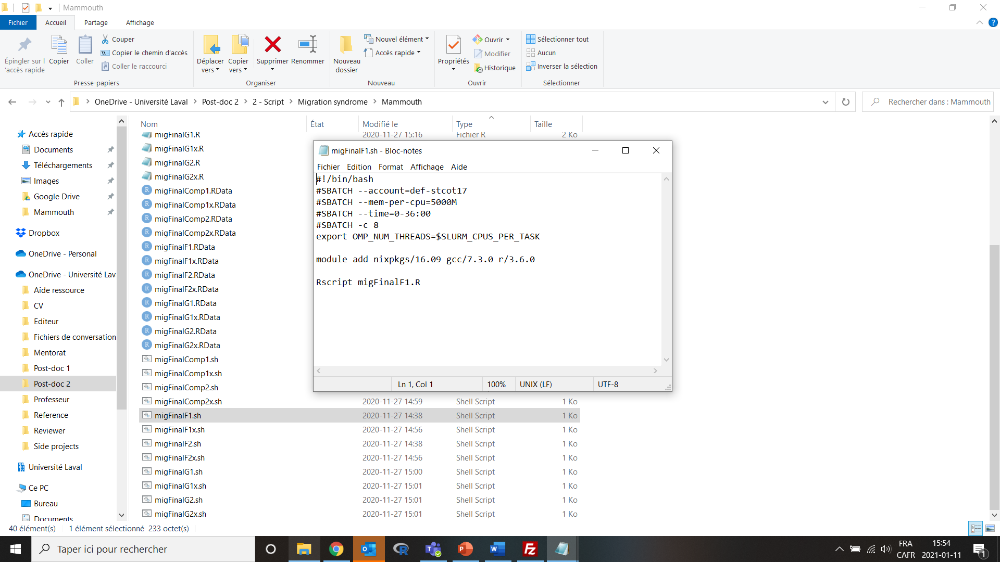 Mammouth
Fichier Accueil Partage Affichage
Épingler sur l'accès rapide
Copier
Coller
Couper
Copier le chemin d'accès
Coller le raccourci
Presse-papiers
Déplacer vers
Copier vers
Supprimer
Renommer
Organiser
Nouveau dossier
Nouvel élément
Accès rapide
Nouveau
Propriétés
Ouvrir
Modifier
Historique
Ouvrir
Sélectionner tout
Aucun
Inverser la sélection
Sélectionner
OneDrive - Université Laval > Post-doc 2 > 2 - Script > Migration syndrome > Mammouth
Rechercher dans : Mammouth
Accès rapide
Documents
Téléchargements
Images
Google Drive
Mammouth
Dropbox
OneDrive - Personal
OneDrive - Université Lav
Aide ressource
CV
Editeur
Fichiers de conversation
Mentorat
Post-doc 1
Post-doc 2
Professeur
Reference
Reviewer
Side projects
Université Laval
Ce PC
Bureau
Documents
Nom État Modifié le Type Taille
migFinalG1.R 2020-11-27 15:16 Fichier R 2 Ko
migFinalG1x.R
migFinalG2.R
migFinalG2x.R
migFinalComp1.RData
migFinalComp1x.RData
migFinalComp2.RData
migFinalComp2x.RData
migFinalF1.RData
migFinalF1x.RData
migFinalF2.RData
migFinalF2x.RData
migFinalG1.RData
migFinalG1x.RData
migFinalG2.RData
migFinalG2x.RData
migFinalComp1.sh
migFinalComp1x.sh
migFinalComp2.sh
migFinalComp2x.sh 2020-11-27 14:59 Shell Script 1 Ko
migFinalF1.sh 2020-11-27 14:38 Shell Script 1 Ko
migFinalF1x.sh 2020-11-27 14:56 Shell Script 1 Ko
migFinalF2.sh 2020-11-27 14:38 Shell Script 1 Ko
migFinalF2x.sh 2020-11-27 14:56 Shell Script 1 Ko
migFinalG1.sh 2020-11-27 15:00 Shell Script 1 Ko
migFinalG1x.sh 2020-11-27 15:01 Shell Script 1 Ko
migFinalG2.sh 2020-11-27 15:01 Shell Script 1 Ko
migFinalG2x.sh 2020-11-27 15:01 Shell Script 1 Ko
migFinalF1.sh - Bloc-notes
Fichier Edition Format Affichage Aide
#!/bin/bash
#SBATCH --account=def-stcot17
#SBATCH --mem-per-cpu=5000M
#SBATCH --time=0-36:00
#SBATCH -c 8
export OMP_NUM_THREADS=$SLURM_CPUS_PER_TASK
module add nixpkgs/16.09 gcc/7.3.0 r/3.6.0
Rscript migFinalF1.R
Ln 1, Col 1 100% UNIX (LF) UTF-8
40 élément(s) 1 élément sélectionné 233 octet(s)
Taper ici pour rechercher
FRA
CAFR
15:54
2021-01-11
1